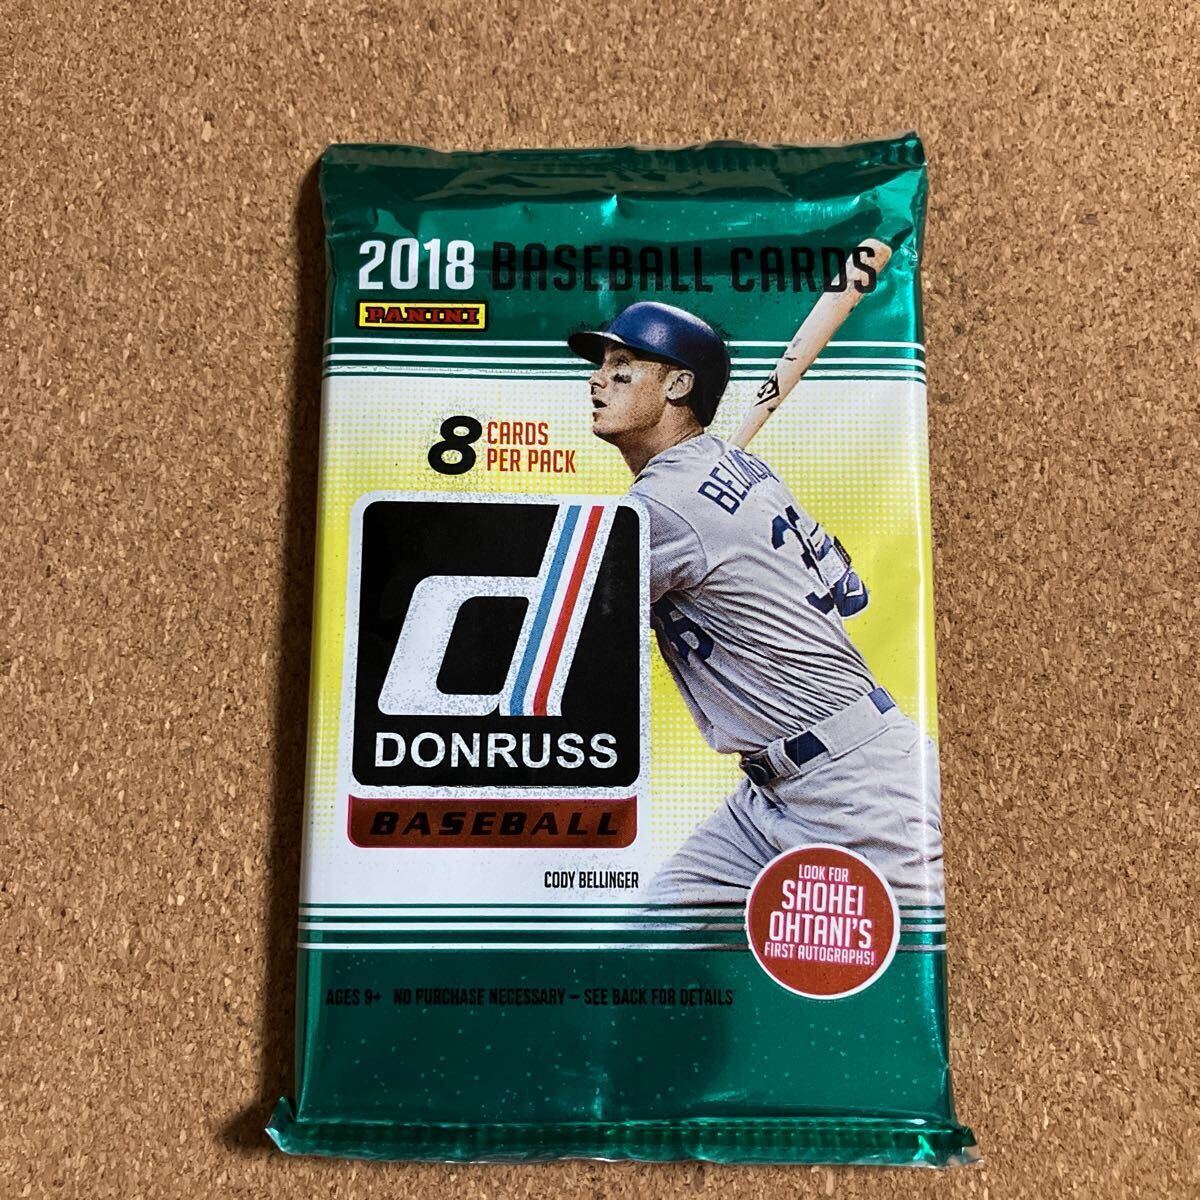 2018 BASEBALL CARDS
PANINI
8 CARDS
PER PACK
d
DONRUSS
BASEBALL
CODY BELLINGER
LOOK FOR
SHOHEI
OHTANI'S
FIRST AUTOGRAPHS!
AGES 9+ NO PURCHASE NECESSARY – SEE BACK FOR DETAILS